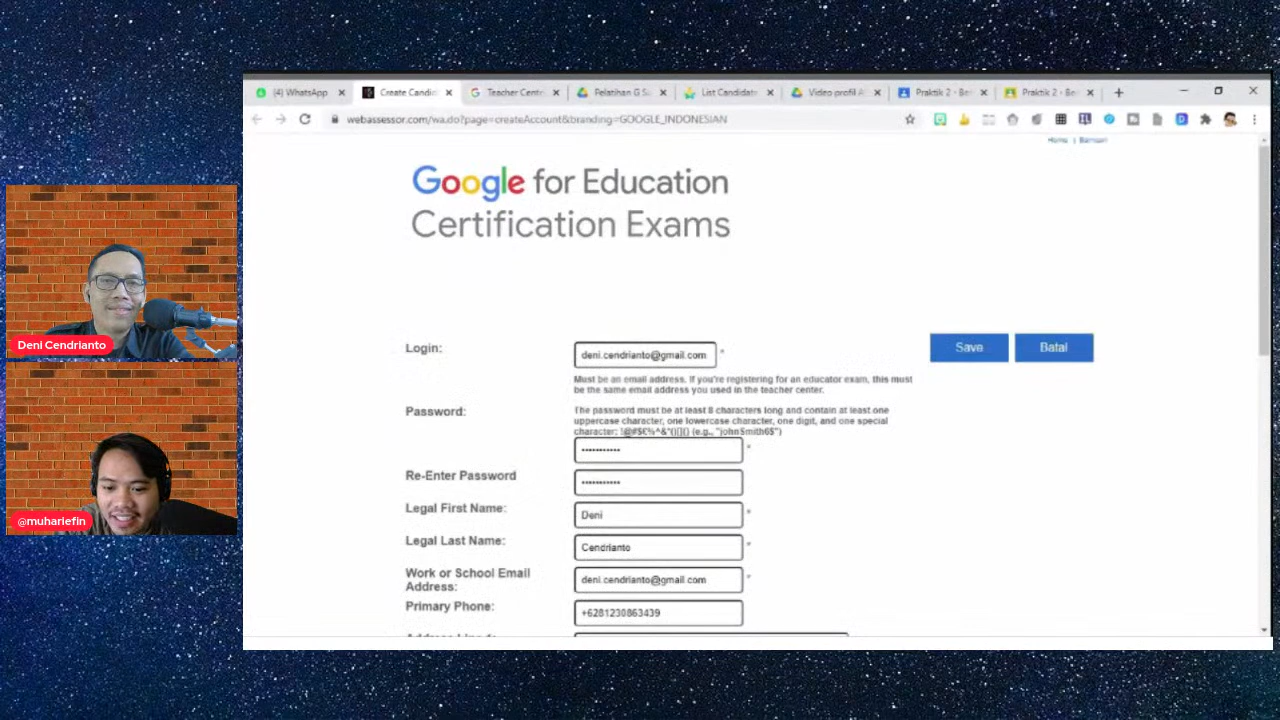 (4) WhatsApp
Create Candi
Teacher Cent
Pelatihan G S
List Candidat
Video profil A
Praktik 2 - Be
Praktik 2 - Be
webassessor.com/wa.do?page=createAccount&branding=GOOGLE_INDONESIAN
Home |
Google for Education
Certification Exams
Login:
deni.cendrianto@gmail.com *
Save
Batal
Must be an email address. If you're registering for an educator exam, this must
be the same email address you used in the teacher center.
Password:
The password must be at least 8 characters long and contain at least one
uppercase character, one lowercase character, one digit, and one special
(e.g., "johnSmith6$")
*
Re-Enter Password
Legal First Name:
Deni *
Legal Last Name:
Cendrianto *
Work or School Email
Address:
deni.cendrianto@gmail.com *
Primary Phone:
+6281230863439
Deni Cendrianto
@muhariefin